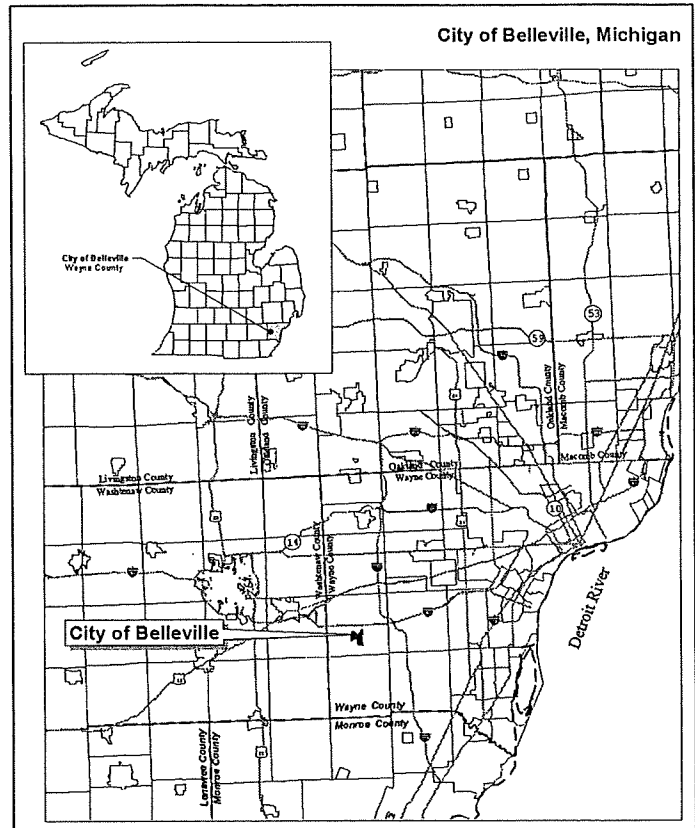 City of Belleville, Michigan
City of Belleville
Wayne County
53
59
Livingston County
Oakland County
Oakland County
Macomb County
Livingston County
Washtenaw County
Oakland County
Wayne County
Macomb County
10
14
Washtenaw County
Wayne County
Detroit River
City of Belleville
Wayne County
Monroe County
Lenawee County
Monroe County